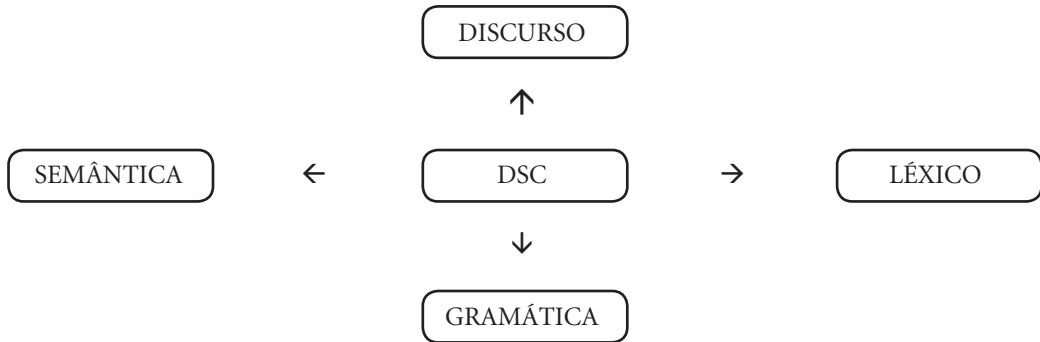 DISCURSO
↑
SEMÂNTICA ← DSC → LÉXICO
↓
GRAMÁTICA